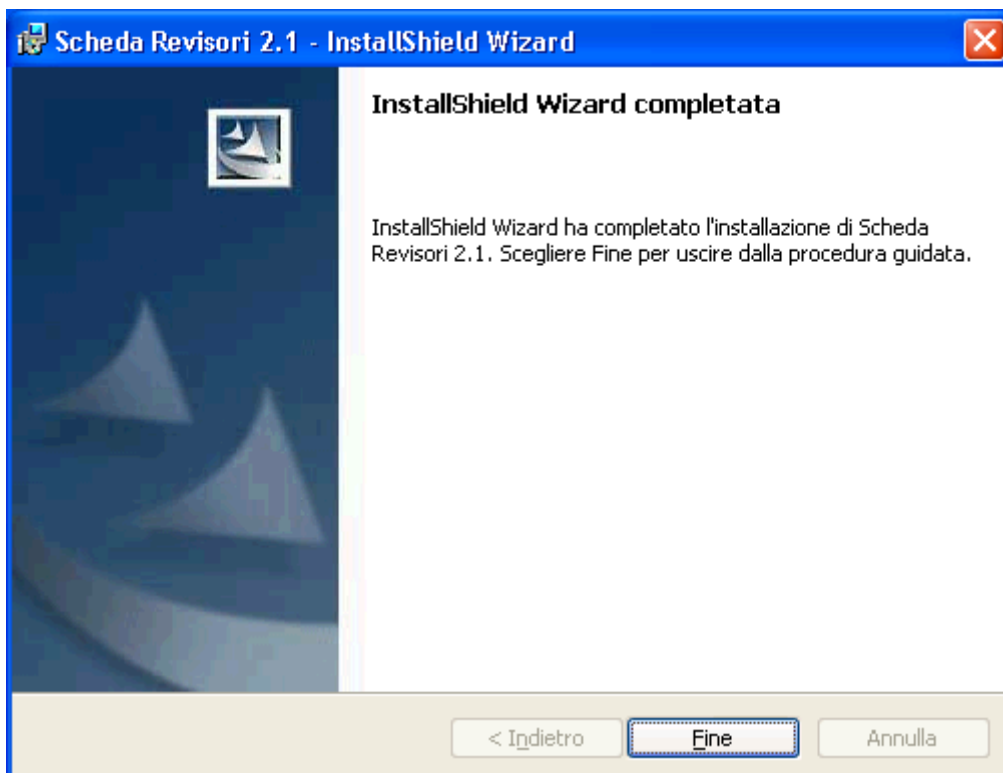 Scheda Revisori 2.1 - InstallShield Wizard
InstallShield Wizard completata
InstallShield Wizard ha completato l'installazione di Scheda
Revisori 2.1. Scegliere Fine per uscire dalla procedura guidata.
< Indietro
Fine
Annulla